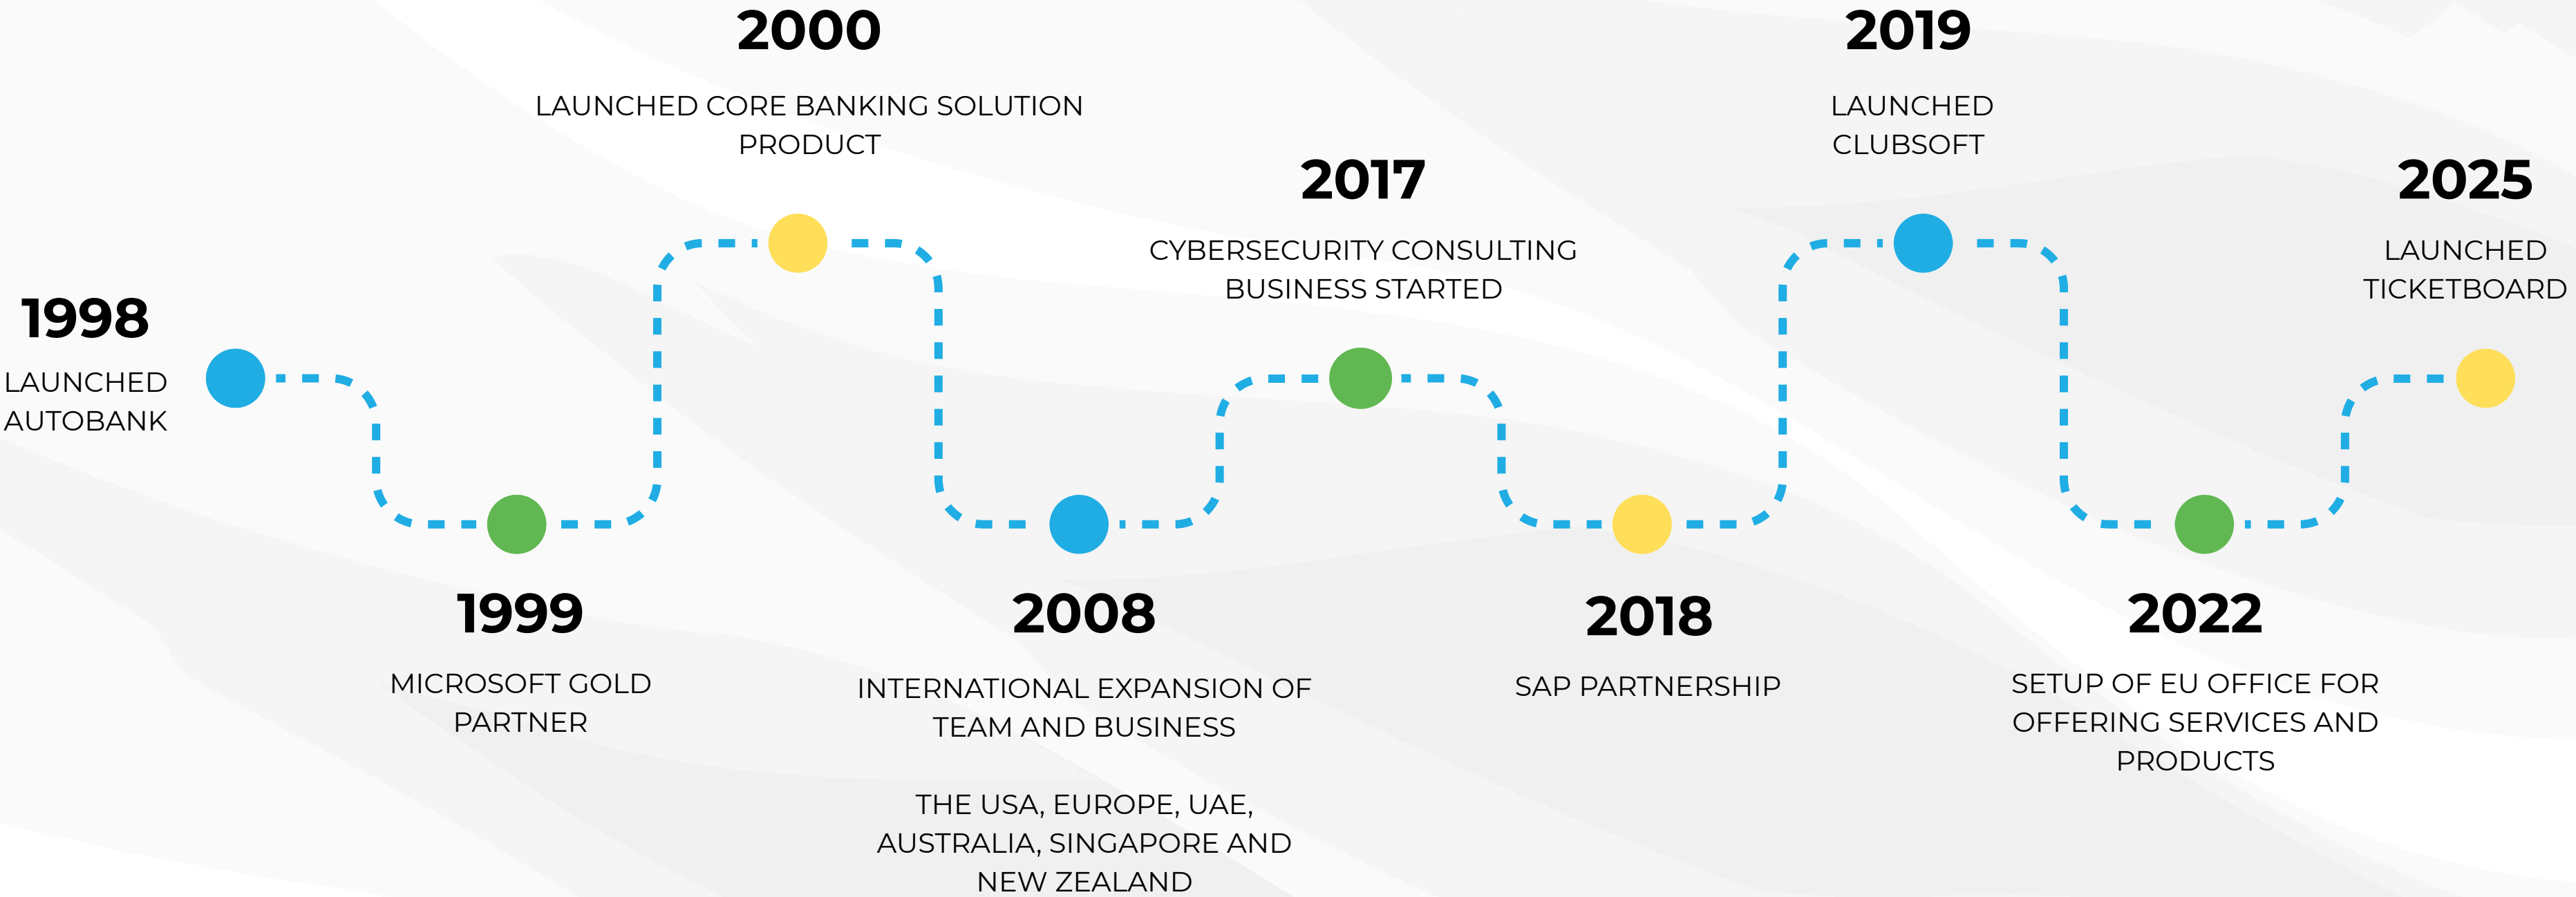 1998
LAUNCHED
AUTOBANK
1999
MICROSOFT GOLD
PARTNER
2000
LAUNCHED CORE BANKING SOLUTION
PRODUCT
2008
INTERNATIONAL EXPANSION OF
TEAM AND BUSINESS
THE USA, EUROPE, UAE,
AUSTRALIA, SINGAPORE AND
NEW ZEALAND
2017
CYBERSECURITY CONSULTING
BUSINESS STARTED
2018
SAP PARTNERSHIP
2019
LAUNCHED
CLUBSOFT
2022
SETUP OF EU OFFICE FOR
OFFERING SERVICES AND
PRODUCTS
2025
LAUNCHED
TICKETBOARD